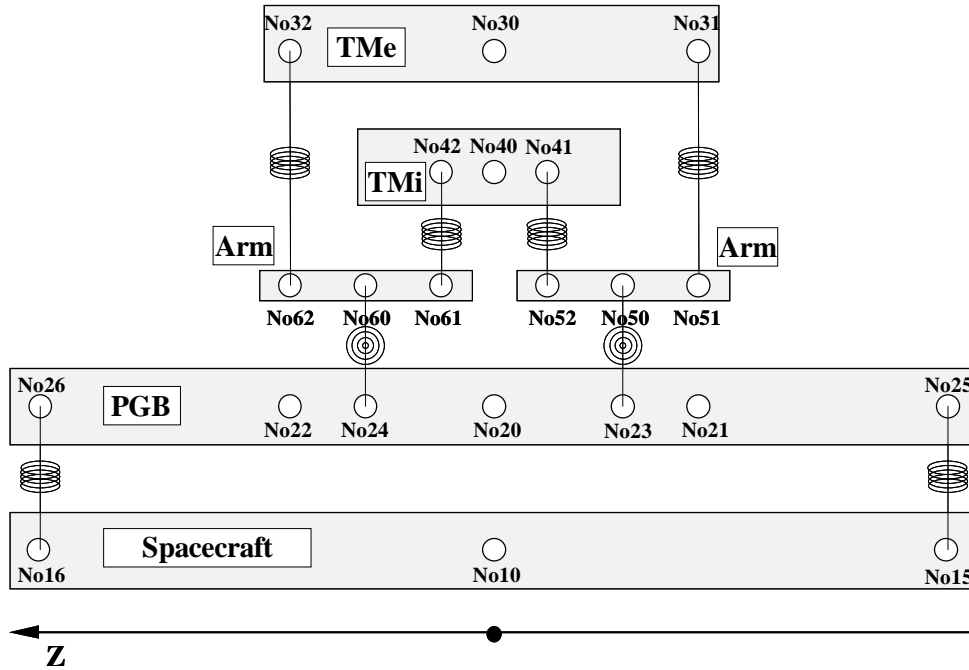 No32 No30 No31
TMe
No42 No40 No41
TMi
Arm Arm
No62 No60 No61 No52 No50 No51
No26 No25
PGB
No22 No24 No20 No23 No21
Spacecraft
No16 No10 No15
Z